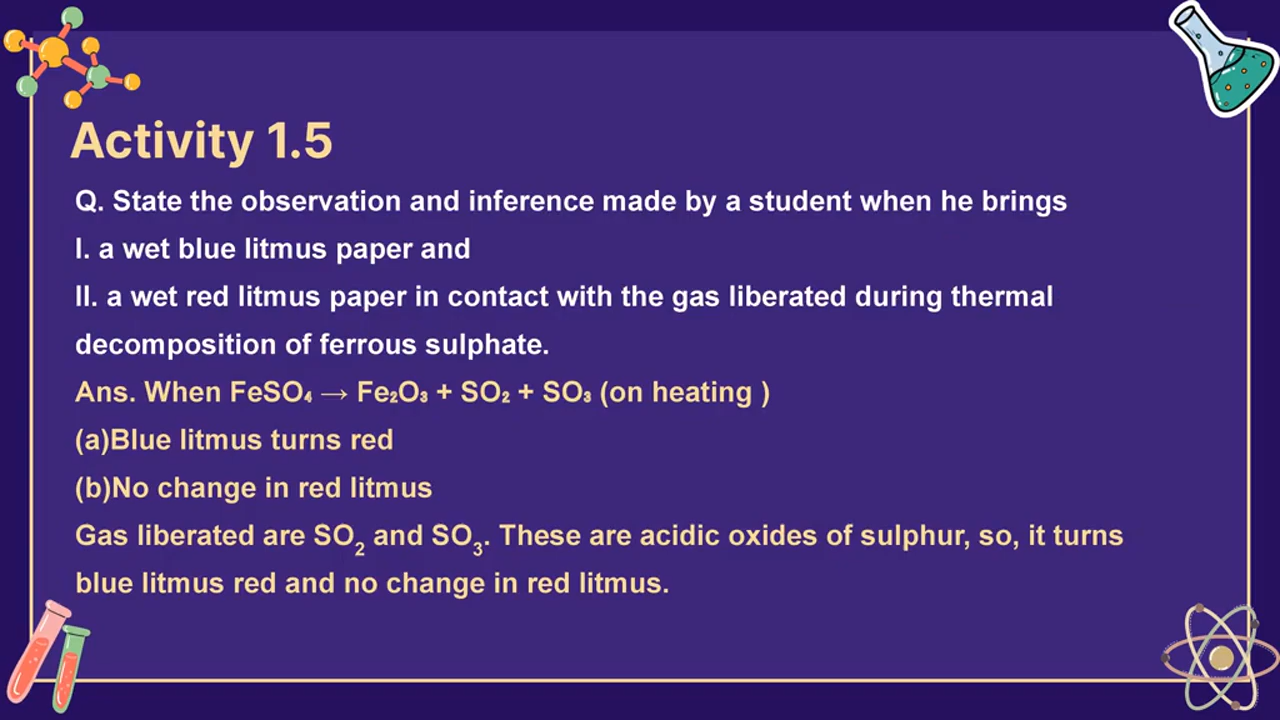 Activity 1.5
Q. State the observation and inference made by a student when he brings
I. a wet blue litmus paper and
II. a wet red litmus paper in contact with the gas liberated during thermal
decomposition of ferrous sulphate.
Ans. When FeSO₄ → Fe₂O₃ + SO₂ + SO₃ (on heating )
(a)Blue litmus turns red
(b)No change in red litmus
Gas liberated are SO₂ and SO₃. These are acidic oxides of sulphur, so, it turns
blue litmus red and no change in red litmus.